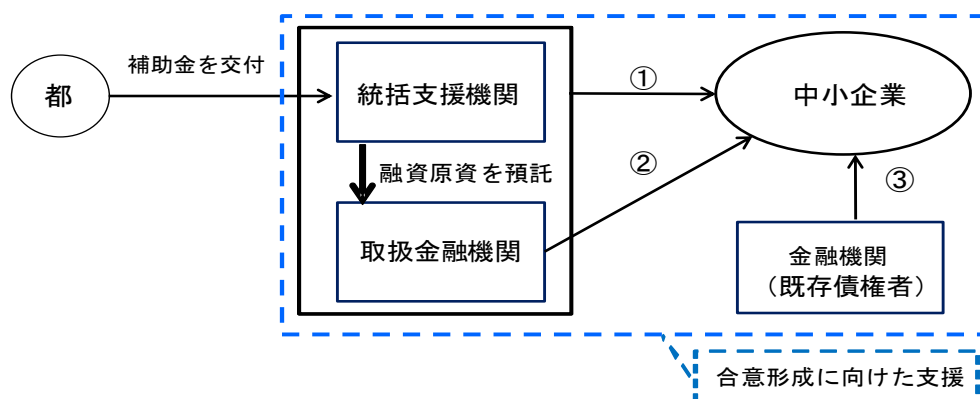 都
補助金を交付
統括支援機関
融資原資を預託
取扱金融機関
①
②
中小企業
③
金融機関
（既存債権者）
合意形成に向けた支援